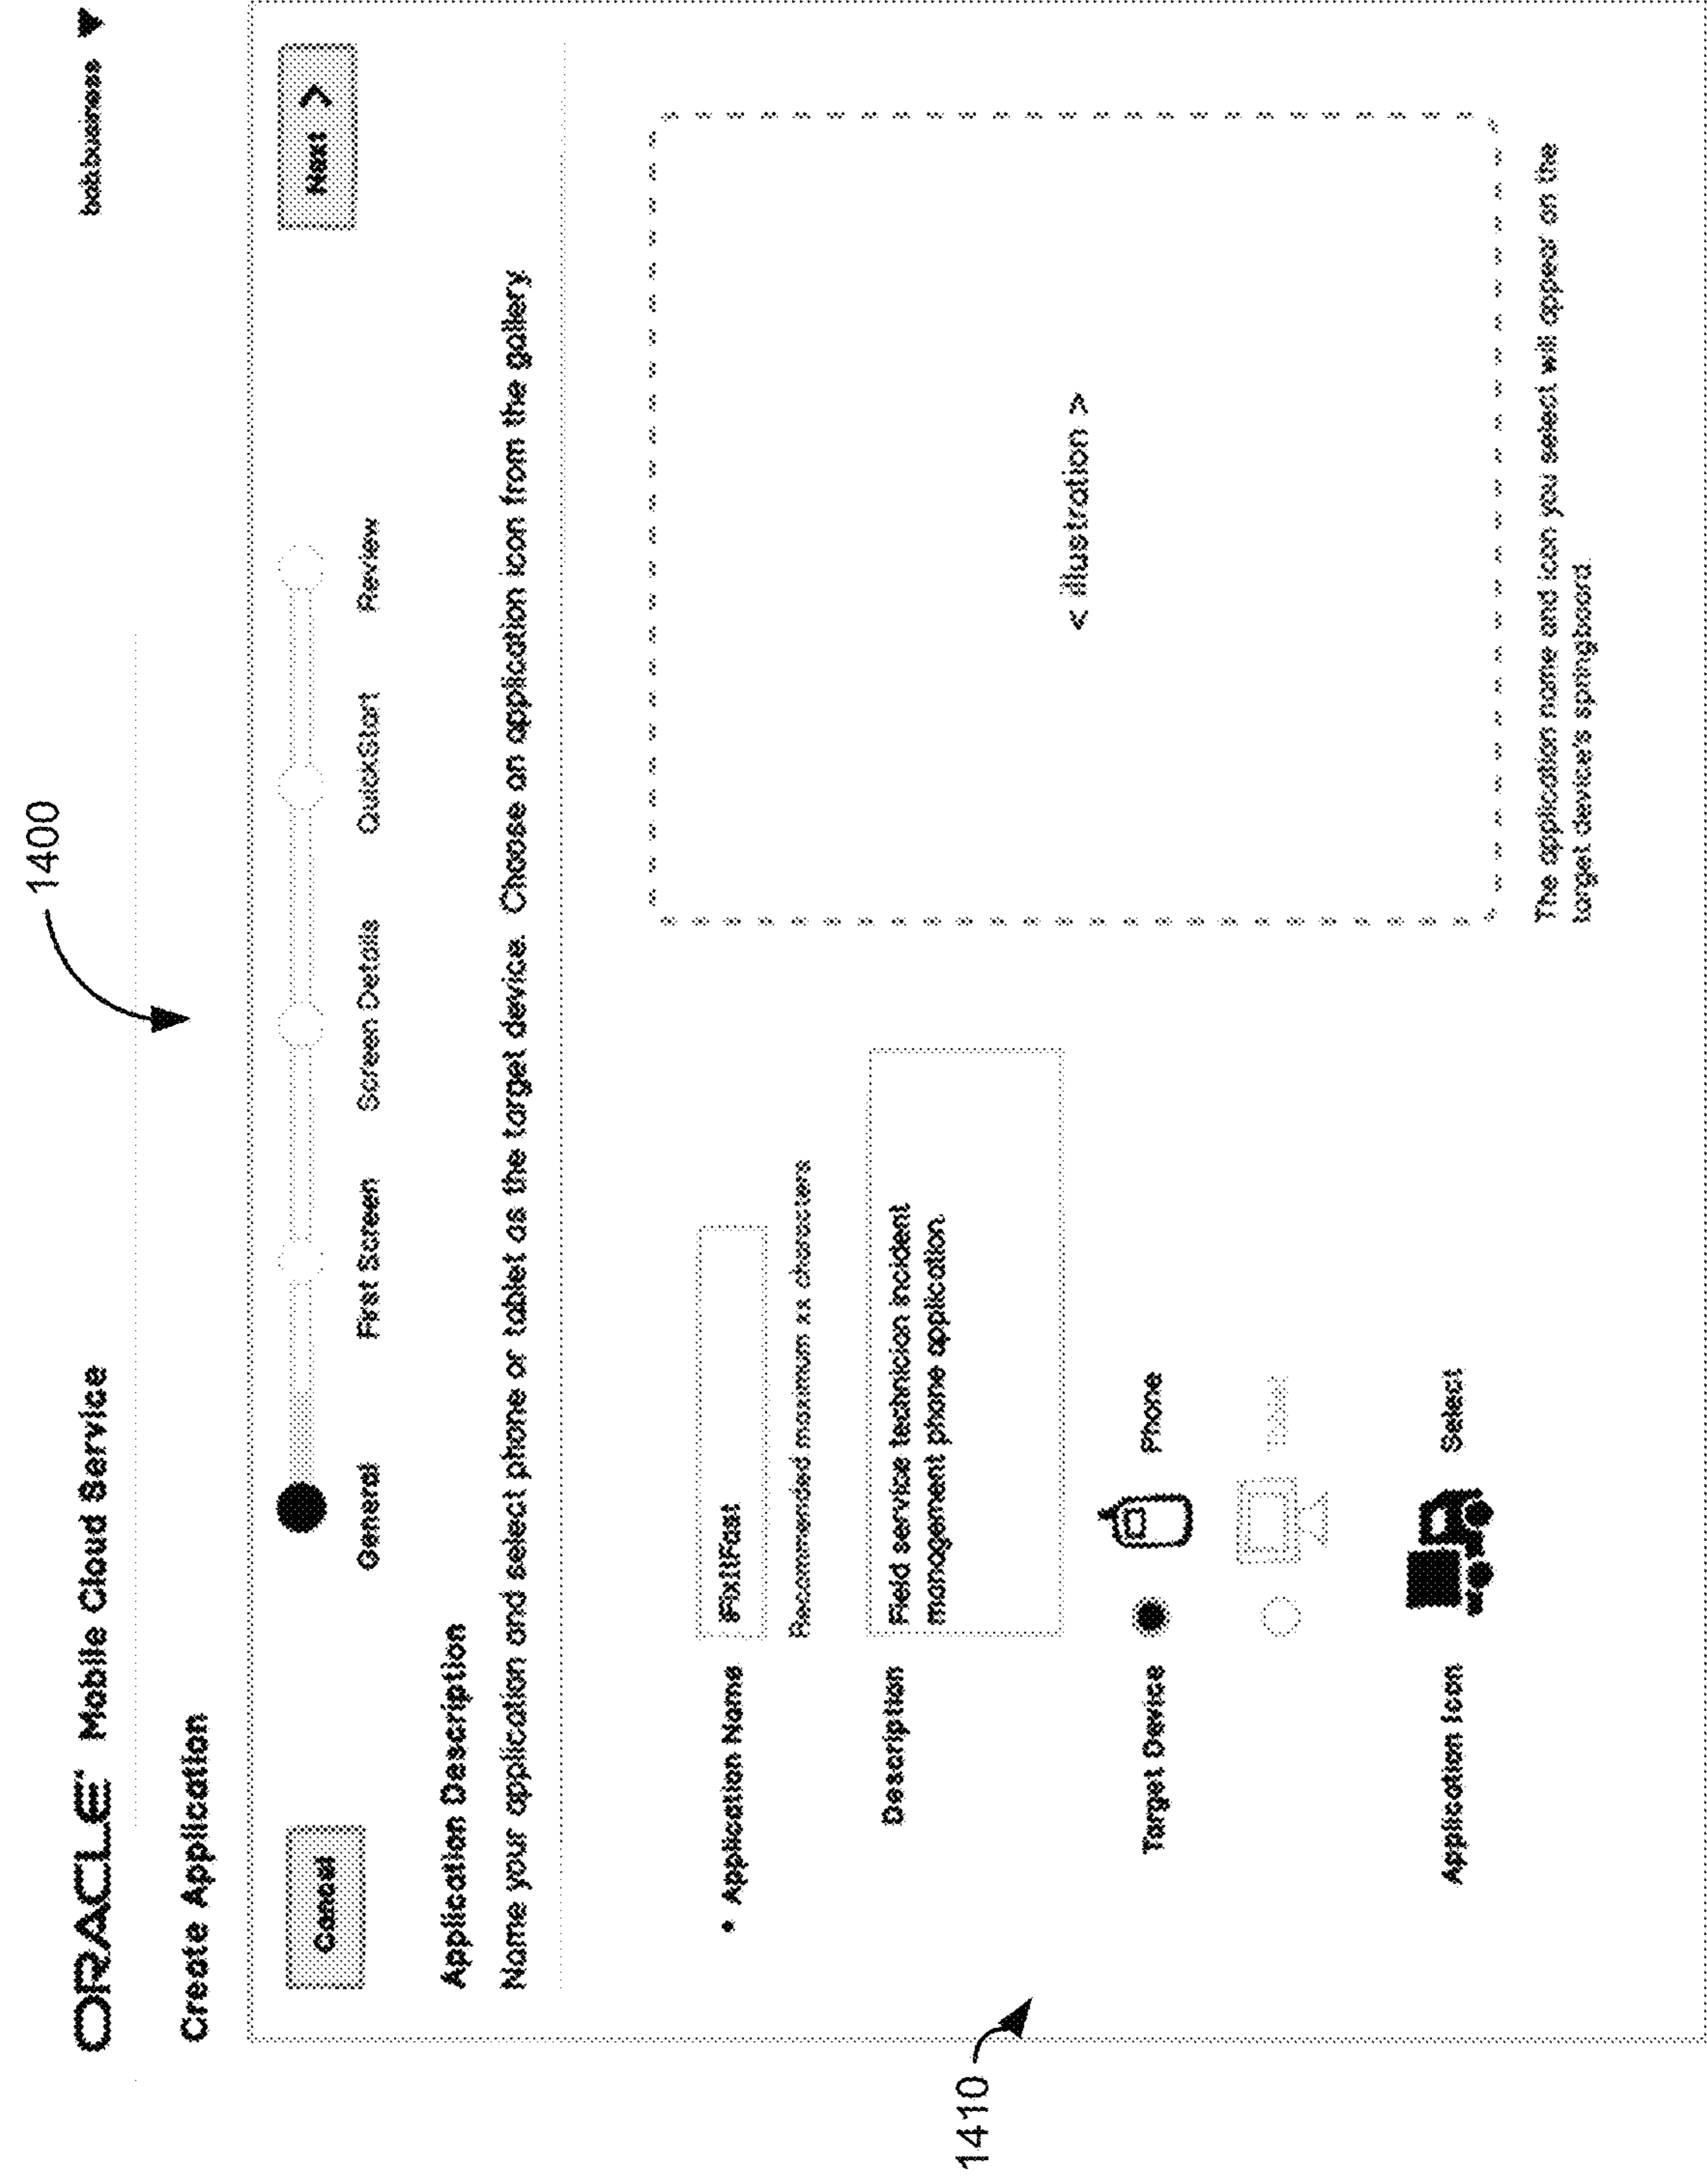 1400
ORACLE Mobile Cloud Service
bobbusiness
Create Application
Cancel
General
First Screen
Screen Details
QuickStart
Review
Next >
Application Description
Name your application and select phone or tablet as the target device. Choose an application icon from the gallery.
• Application Name
iFixitFast
Recommended maximum xx characters
Description
Field service technician incident
management phone application.
Target Device
Phone
Tablet
Application Icon
Select
< illustration >
The application name and icon you select will appear on the
target device's springboard.
1410